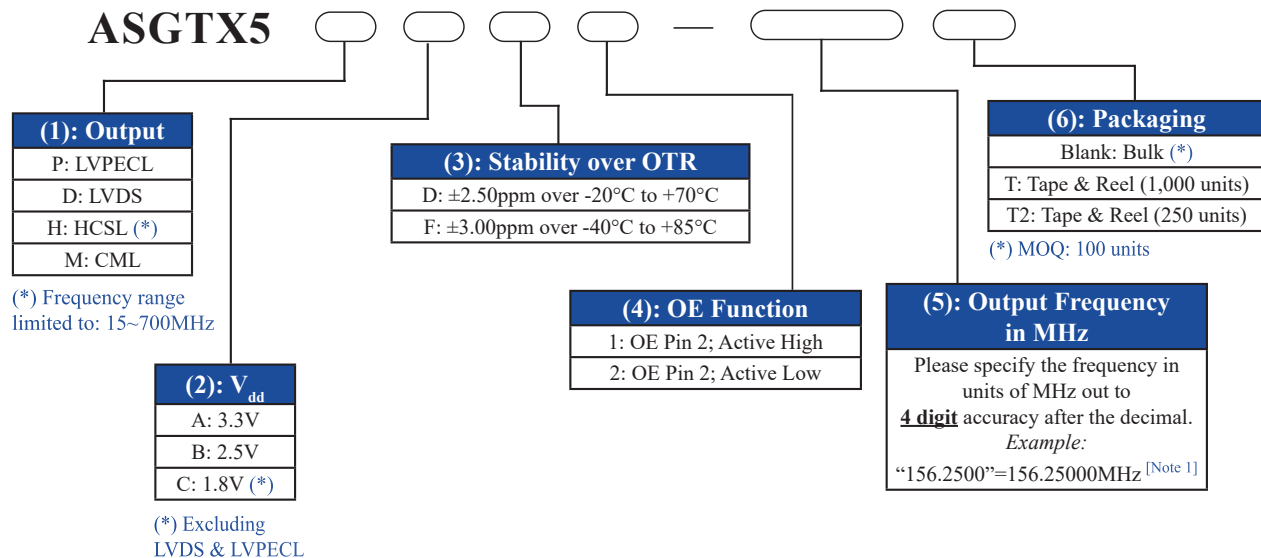 ASGTX5 —
(1): Output
P: LVPECL
D: LVDS
H: HCSL (*)
M: CML
(*) Frequency range
limited to: 15~700MHz
(2): Vdd
A: 3.3V
B: 2.5V
C: 1.8V (*)
(*) Excluding
LVDS & LVPECL
(3): Stability over OTR
D: ±2.50ppm over -20°C to +70°C
F: ±3.00ppm over -40°C to +85°C
(4): OE Function
1: OE Pin 2; Active High
2: OE Pin 2; Active Low
(5): Output Frequency
in MHz
Please specify the frequency in
units of MHz out to
4 digit accuracy after the decimal.
Example:
“156.2500”=156.25000MHz [Note 1]
(6): Packaging
Blank: Bulk (*)
T: Tape & Reel (1,000 units)
T2: Tape & Reel (250 units)
(*) MOQ: 100 units